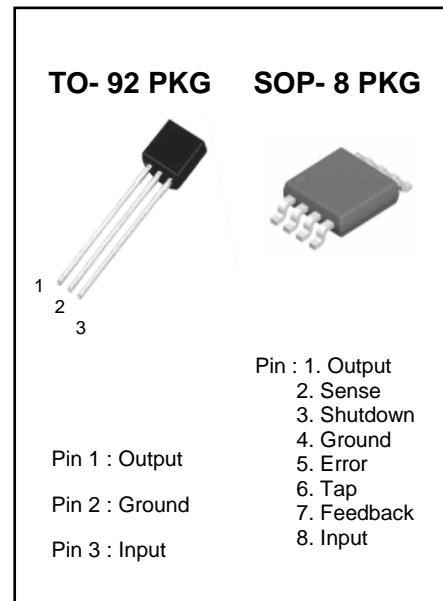 TO- 92 PKG
SOP- 8 PKG
1
2
3
Pin 1 : Output
Pin 2 : Ground
Pin 3 : Input
Pin : 1. Output
2. Sense
3. Shutdown
4. Ground
5. Error
6. Tap
7. Feedback
8. Input